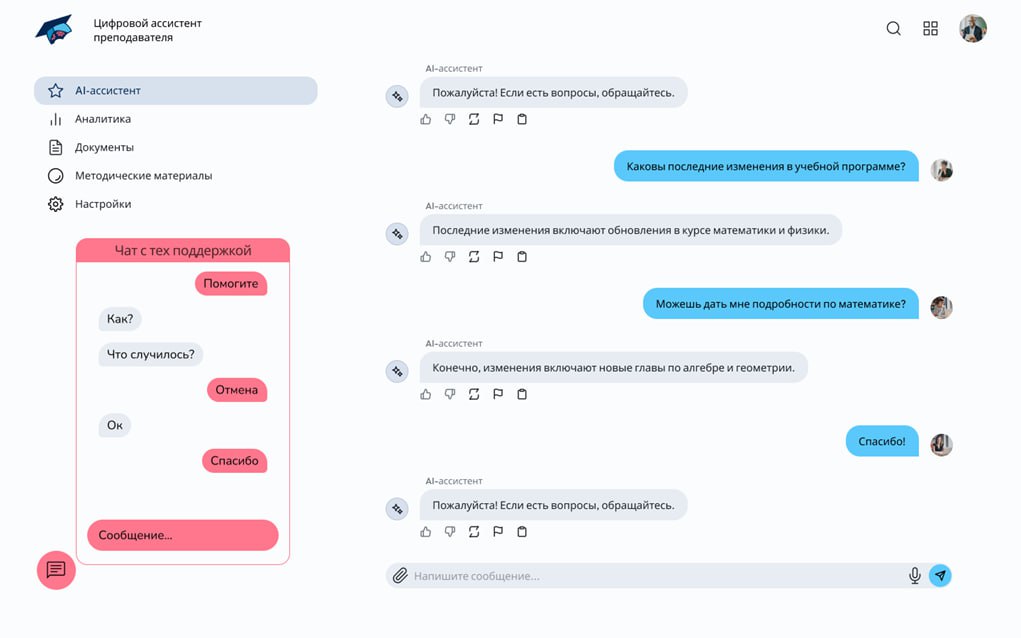 Цифровой ассистент
преподавателя
AI-ассистент
Аналитика
Документы
Методические материалы
Настройки
Чат с тех поддержкой
Помогите
Как?
Что случилось?
Отмена
Ок
Спасибо
Сообщение...
AI-ассистент
Пожалуйста! Если есть вопросы, обращайтесь.
Каковы последние изменения в учебной программе?
AI-ассистент
Последние изменения включают обновления в курсе математики и физики.
Можешь дать мне подробности по математике?
AI-ассистент
Конечно, изменения включают новые главы по алгебре и геометрии.
Спасибо!
AI-ассистент
Пожалуйста! Если есть вопросы, обращайтесь.
Напишите сообщение...